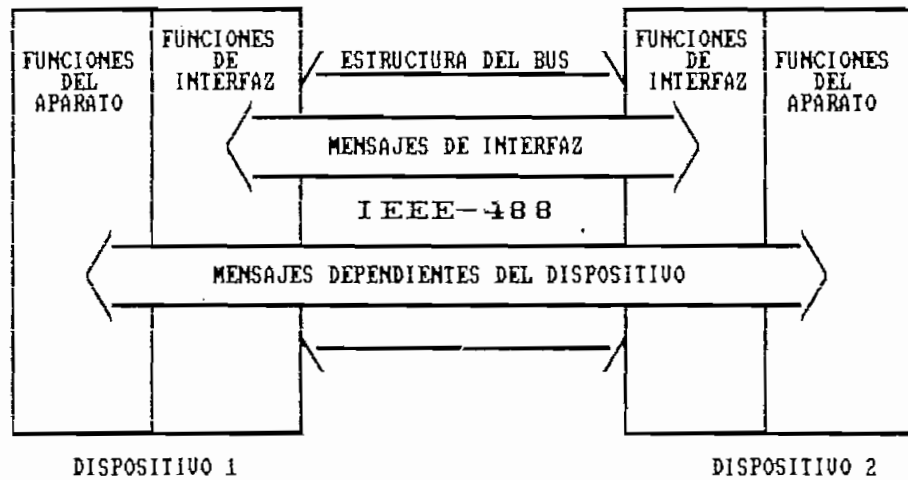 FUNCIONES
DEL
APARATO
FUNCIONES
DE
INTERFAZ
ESTRUCTURA DEL BUS
FUNCIONES
DE
INTERFAZ
FUNCIONES
DEL
APARATO
MENSAJES DE INTERFAZ
IEEE-488
MENSAJES DEPENDIENTES DEL DISPOSITIVO
DISPOSITIVO 1
DISPOSITIVO 2